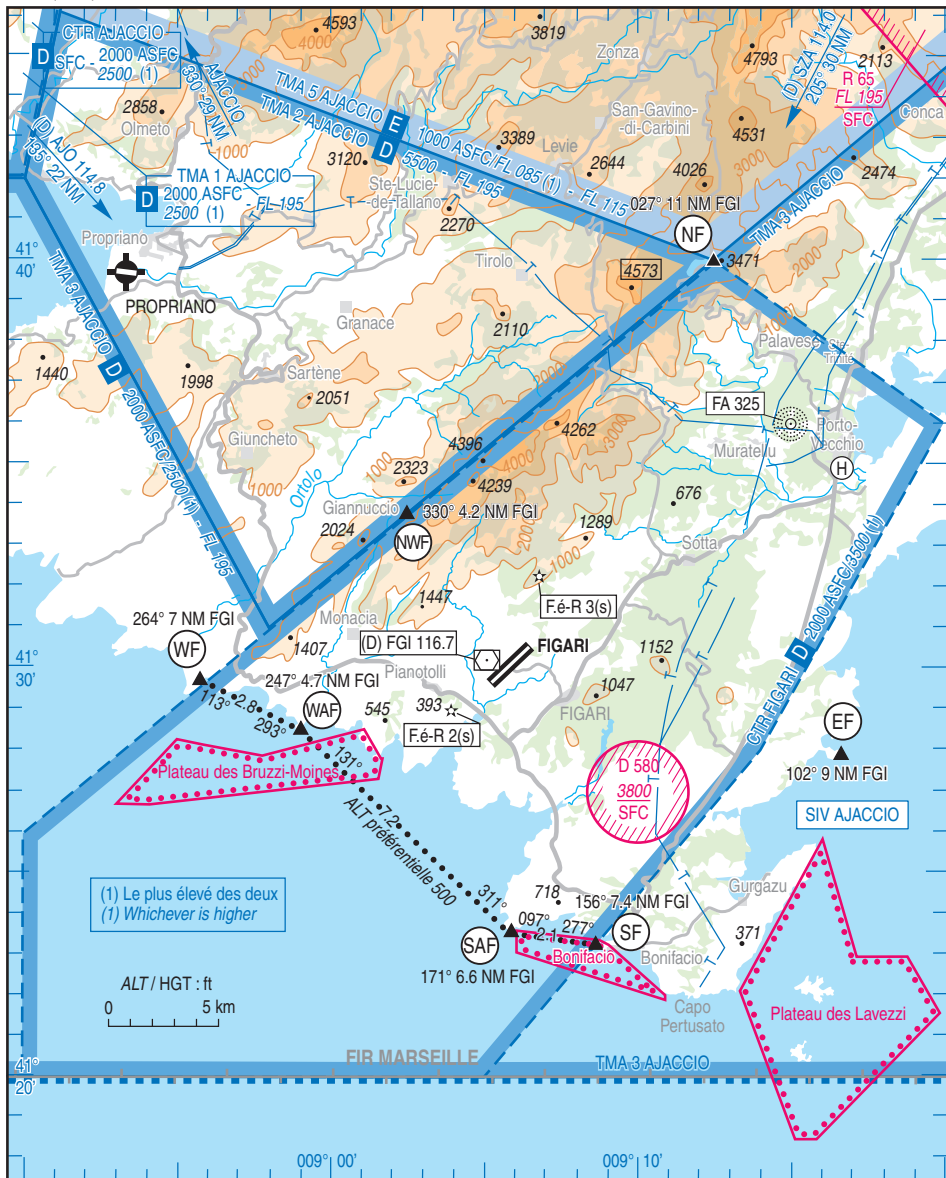 4593
3819
Zonza
4793
2113
CTR AJACCIO
D
SFC - 2000 ASFC
2500 (1)
AJACCIO
330° 29 NM
(D) SZA 114.0
205° 30 NM
R 65
FL 195
SFC
Conca
2858
Olmeto
1000
4000
TMA 5 AJACCIO
E
1000 ASFC/FL 085 (1) - FL 115
TMA 2 AJACCIO
D
5500 - FL 195
San-Gavino-
di-Carbini
4531
3000
3389
Levie
2644
4026
2474
3120
(D) AJO 114.8
135° 22 NM
TMA 1 AJACCIO
D
2000 ASFC - FL 195
2500 (1)
Ste-Lucie-
de-Tallano
2270
027° 11 NM FGI
NF
TMA 3 AJACCIO
Propriano
41°
40'
PROPRIANO
Tirolo
4573
3471
2000
1000
TMA 3 AJACCIO
D
2000 ASFC/2500 (1) - FL 195
Granace
2110
Palavese
Ste-
Trinité
1440
1998
Sartène
2051
2000
FA 325
Porto-
Vecchio
Giuncheto
4396
4262
3000
Muratellu
H
1000
Ortolo
1000
2323
4000
4239
676
Giannuccio
330° 4.2 NM FGI
NWF
2024
2000
1289
Sotta
1000
F.é-R 3(s)
1447
264° 7 NM FGI
WF
Monacia
1407
(D) FGI 116.7
FIGARI
1152
41°
30'
Pianotolli
247° 4.7 NM FGI
WAF
113°
2.8
293°
545
393
F.é-R 2(s)
1047
FIGARI
CTR FIGARI
D
2000 ASFC/3500 (1)
EF
102° 9 NM FGI
Plateau des Bruzzi-Moines
131°
7.2
311°
ALT préférentielle 500
D 580
3800
SFC
SIV AJACCIO
(1) Le plus élevé des deux
(1) Whichever is higher
718
156° 7.4 NM FGI
Gurgazu
097°
2.1
277°
SF
SAF
171° 6.6 NM FGI
Bonifacio
Bonifacio
371
ALT / HGT : ft
0
5 km
Capo
Pertusato
Plateau des Lavezzi
FIR MARSEILLE
TMA 3 AJACCIO
41°
20'
009° 00'
009° 10'